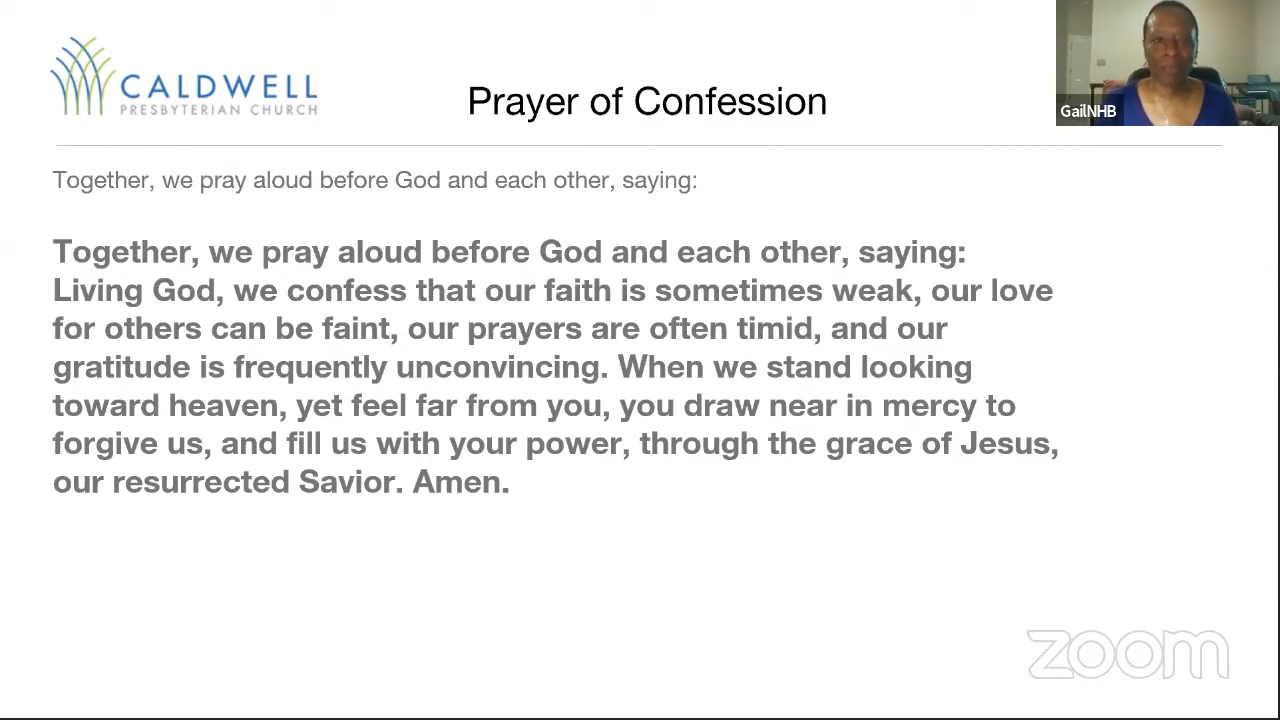 CALDWELL
PRESBYTERIAN CHURCH
Prayer of Confession
GailNHB
Together, we pray aloud before God and each other, saying:
Together, we pray aloud before God and each other, saying:
Living God, we confess that our faith is sometimes weak, our love
for others can be faint, our prayers are often timid, and our
gratitude is frequently unconvincing. When we stand looking
toward heaven, yet feel far from you, you draw near in mercy to
forgive us, and fill us with your power, through the grace of Jesus,
our resurrected Savior. Amen.
zoom